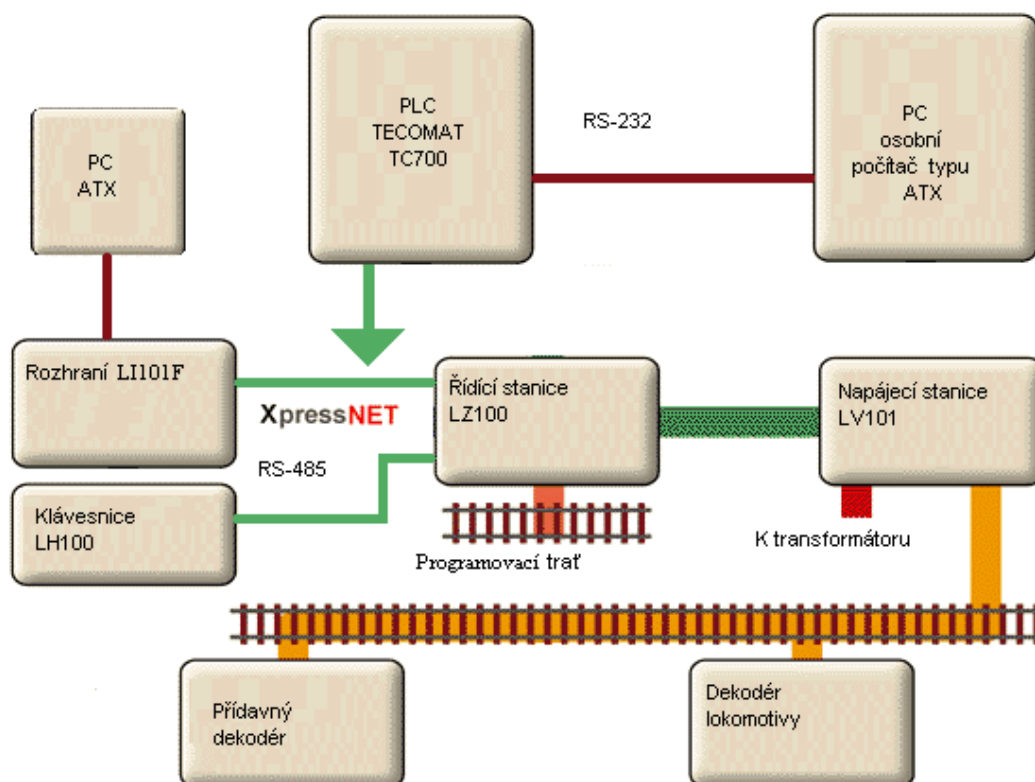 PLC
TECOMAT
TC700
RS-232
PC
osobní
počítač typu
ATX
PC
ATX
Rozhraní LI101F
XpressNET
RS-485
Řídící stanice
LZ100
Napájecí stanice
LV101
Klávesnice
LH100
Programovací trať
K transformátoru
Přídavný
dekodér
Dekodér
lokomotivy